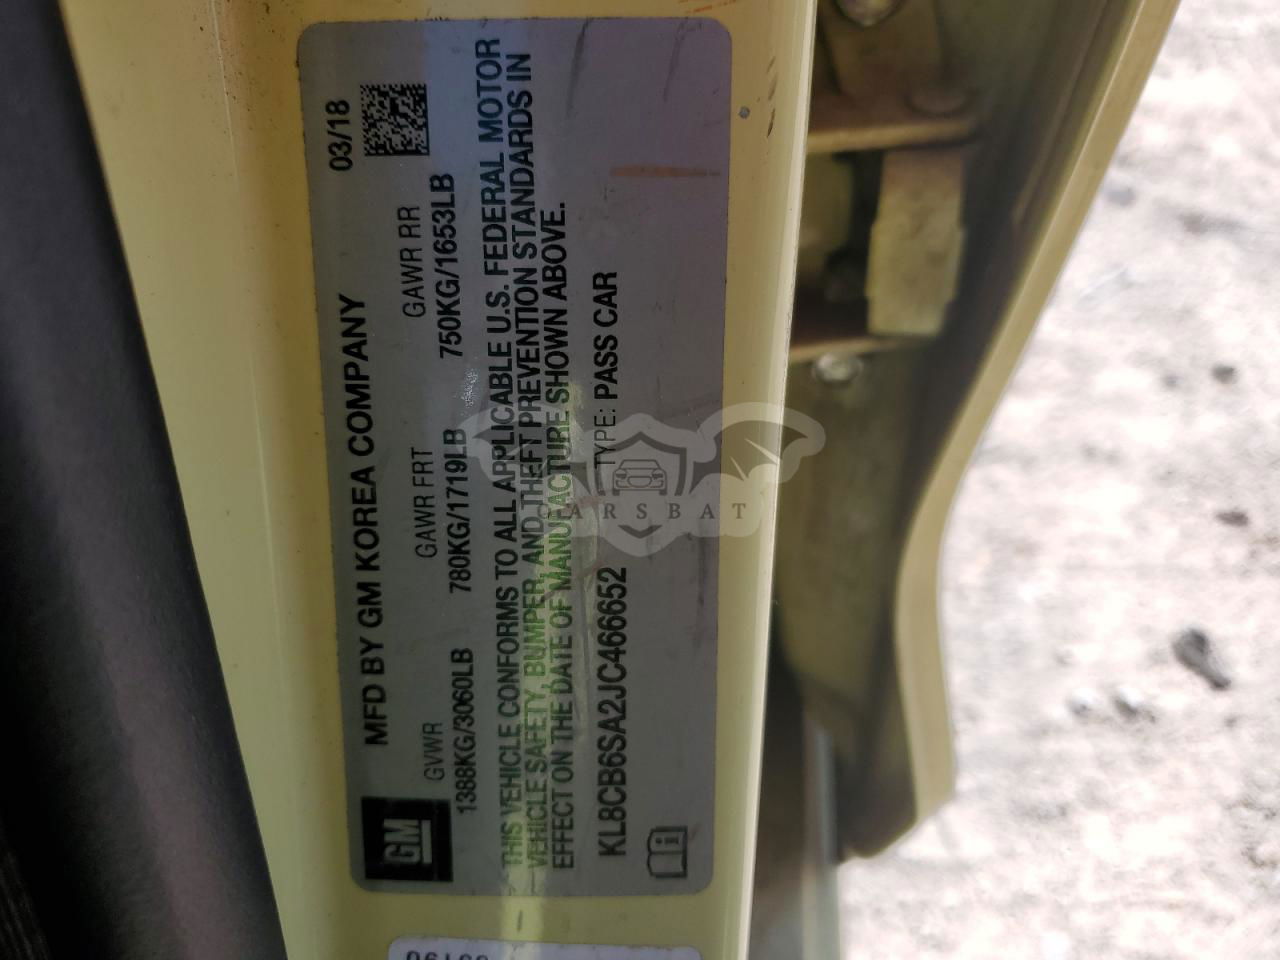 MFD BY GM KOREA COMPANY 03/18
GM
GVWR GAWR FRT GAWR RR
1388KG/3060LB 780KG/1719LB 750KG/1653LB
THIS VEHICLE CONFORMS TO ALL APPLICABLE U.S. FEDERAL MOTOR
VEHICLE SAFETY, BUMPER, AND THEFT PREVENTION STANDARDS IN
EFFECT ON THE DATE OF MANUFACTURE SHOWN ABOVE.
KL8CB6SA2JC466652 TYPE: PASS CAR
i
CARSBAT